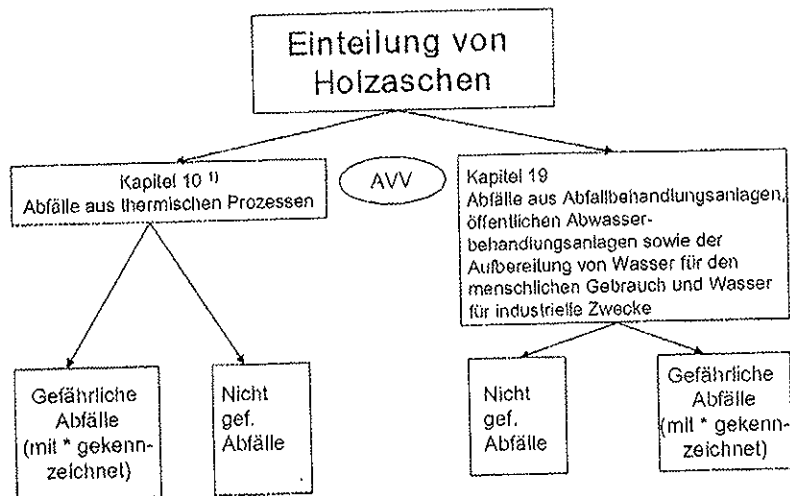 Einteilung von
Holzaschen
Kapitel 10 ¹⁾
Abfälle aus thermischen Prozessen
AVV
Kapitel 19
Abfälle aus Abfallbehandlungsanlagen,
öffentlichen Abwasser-
behandlungsanlagen sowie der
Aufbereitung von Wasser für den
menschlichen Gebrauch und Wasser
für industrielle Zwecke
Gefährliche
Abfälle
(mit * gekenn-
zeichnet)
Nicht
gef.
Abfälle
Nicht
gef.
Abfälle
Gefährliche
Abfälle
(mit * gekenn-
zeichnet)